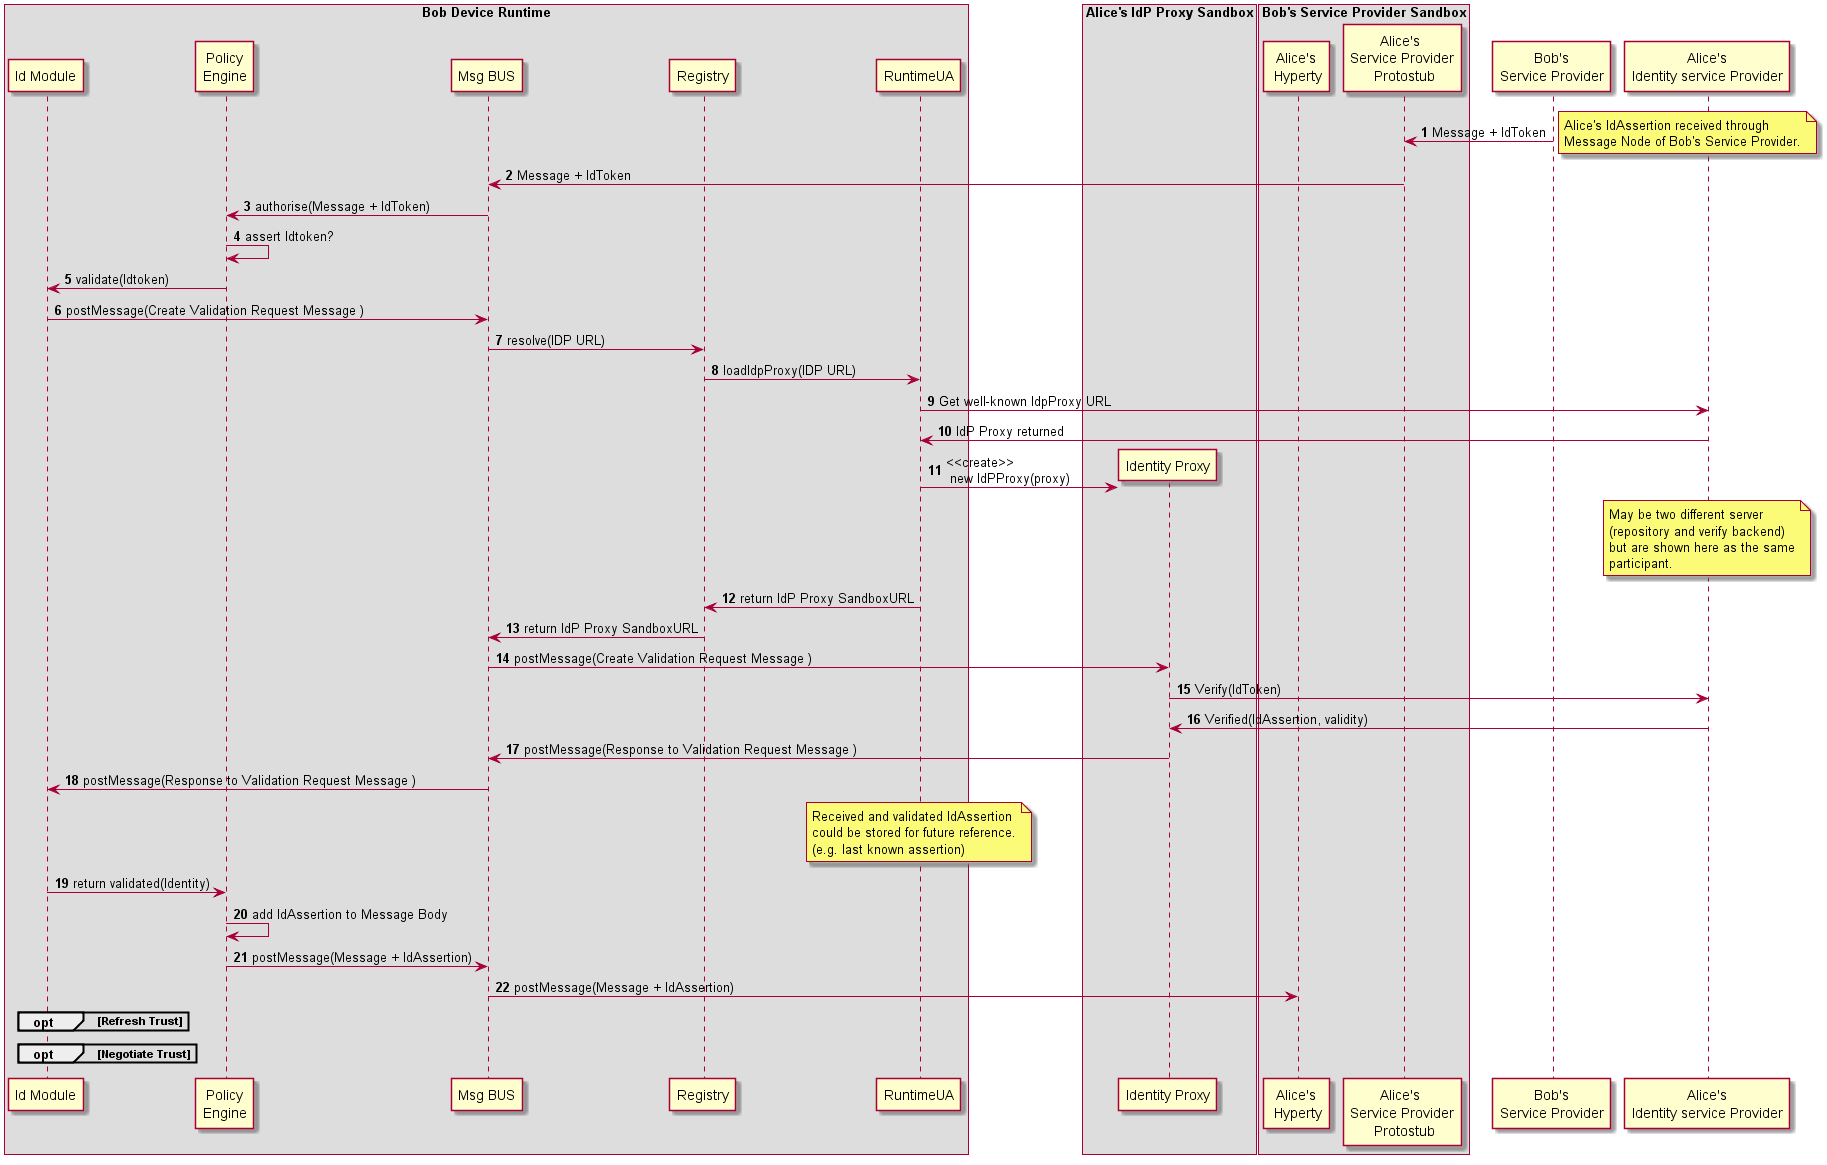 Bob Device Runtime
Alice's IdP Proxy Sandbox
Bob's Service Provider Sandbox
Id Module
Policy
Engine
Msg BUS
Registry
RuntimeUA
Alice's
Hyperty
Alice's
Service Provider
Protostub
Bob's
Service Provider
Alice's
Identity service Provider
1 Message + IdToken
Alice's IdAssertion received through
Message Node of Bob's Service Provider.
2 Message + IdToken
3 authorise(Message + IdToken)
4 assert Idtoken?
5 validate(Idtoken)
6 postMessage(Create Validation Request Message )
7 resolve(IDP URL)
8 loadIdpProxy(IDP URL)
9 Get well-known IdpProxy URL
10 IdP Proxy returned
11 <<create>>
new IdPProxy(proxy)
Identity Proxy
May be two different server
(repository and verify backend)
but are shown here as the same
participant.
12 return IdP Proxy SandboxURL
13 return IdP Proxy SandboxURL
14 postMessage(Create Validation Request Message )
15 Verify(IdToken)
16 Verified(IdAssertion, validity)
17 postMessage(Response to Validation Request Message )
18 postMessage(Response to Validation Request Message )
Received and validated IdAssertion
could be stored for future reference.
(e.g. last known assertion)
19 return validated(Identity)
20 add IdAssertion to Message Body
21 postMessage(Message + IdAssertion)
22 postMessage(Message + IdAssertion)
opt [Refresh Trust]
opt [Negotiate Trust]
Id Module
Policy
Engine
Msg BUS
Registry
RuntimeUA
Identity Proxy
Alice's
Hyperty
Alice's
Service Provider
Protostub
Bob's
Service Provider
Alice's
Identity service Provider